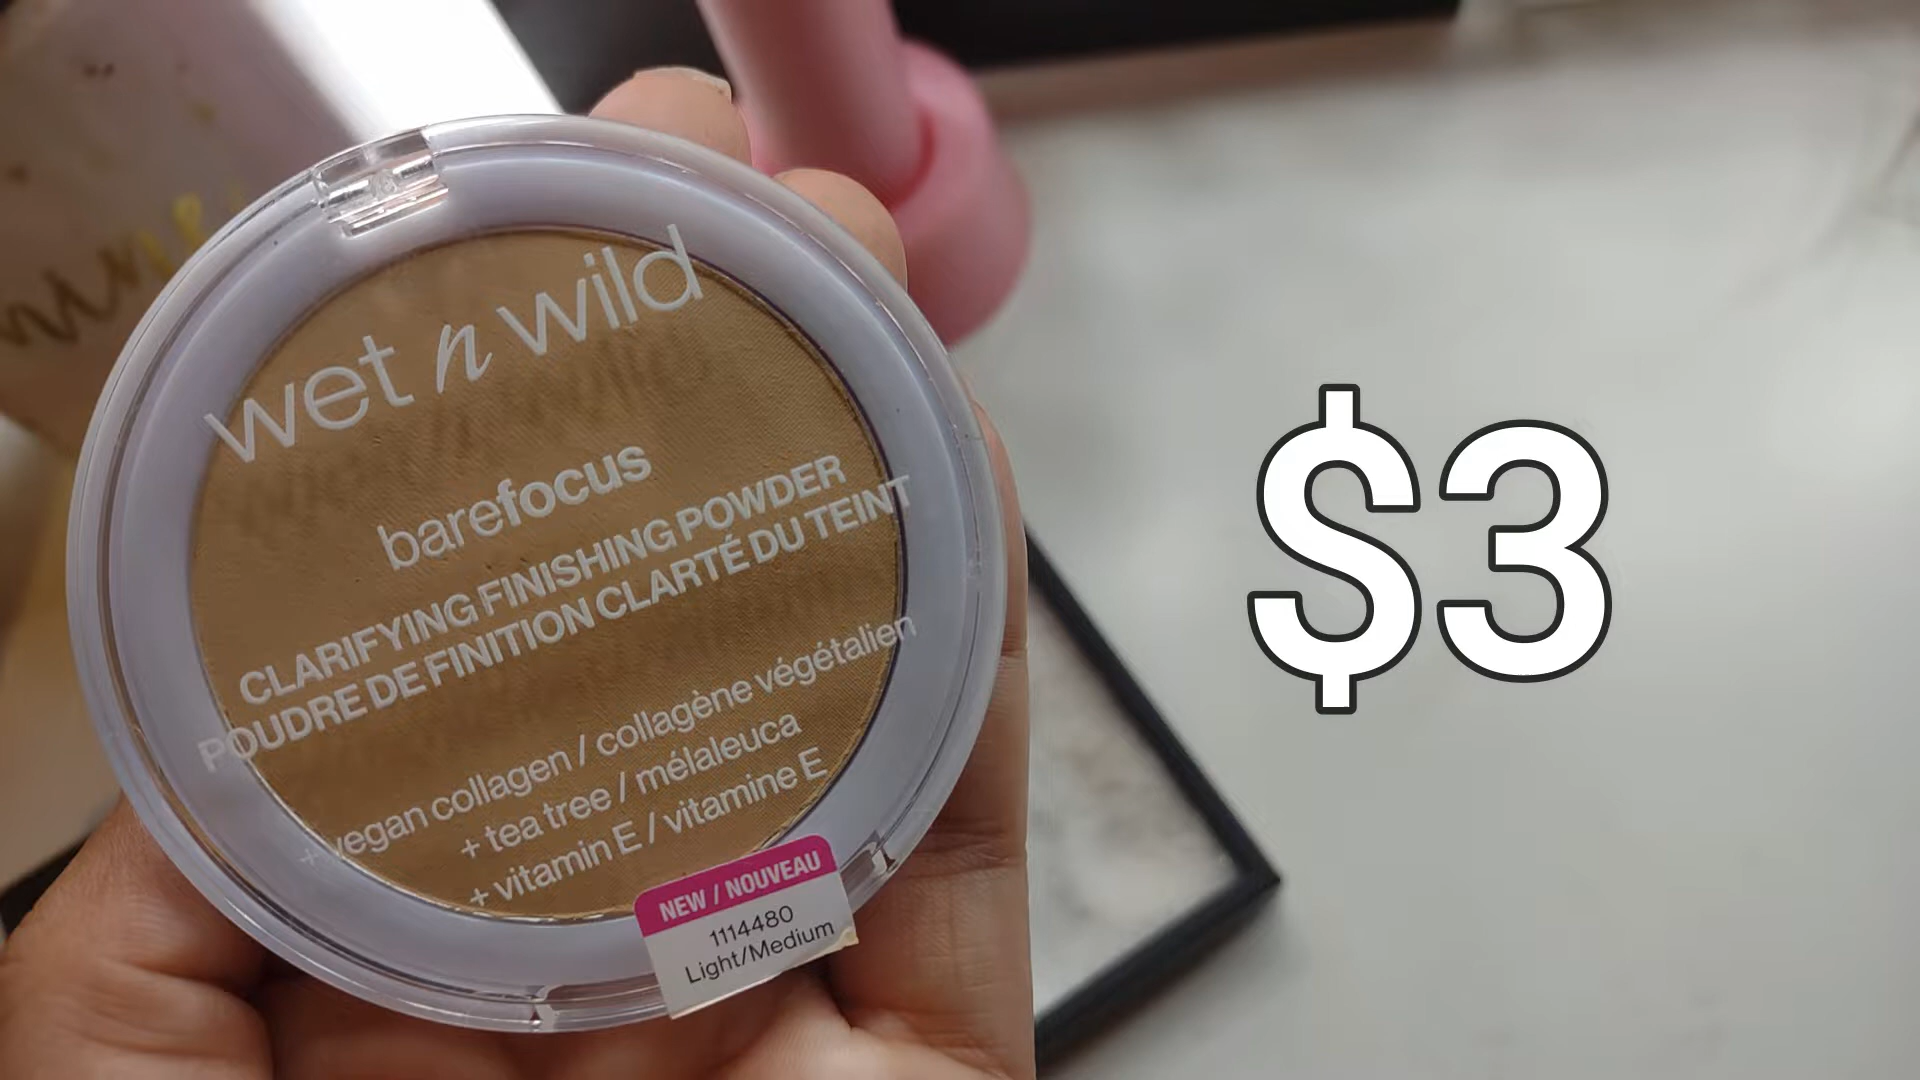 wet n wild
barefocus
CLARIFYING FINISHING POWDER
POUDRE DE FINITION CLARTÉ DU TEINT
+ vegan collagen / collagène végétalien
+ tea tree / mélaleuca
+ vitamin E / vitamine E
NEW / NOUVEAU
1114480
Light/Medium
$3